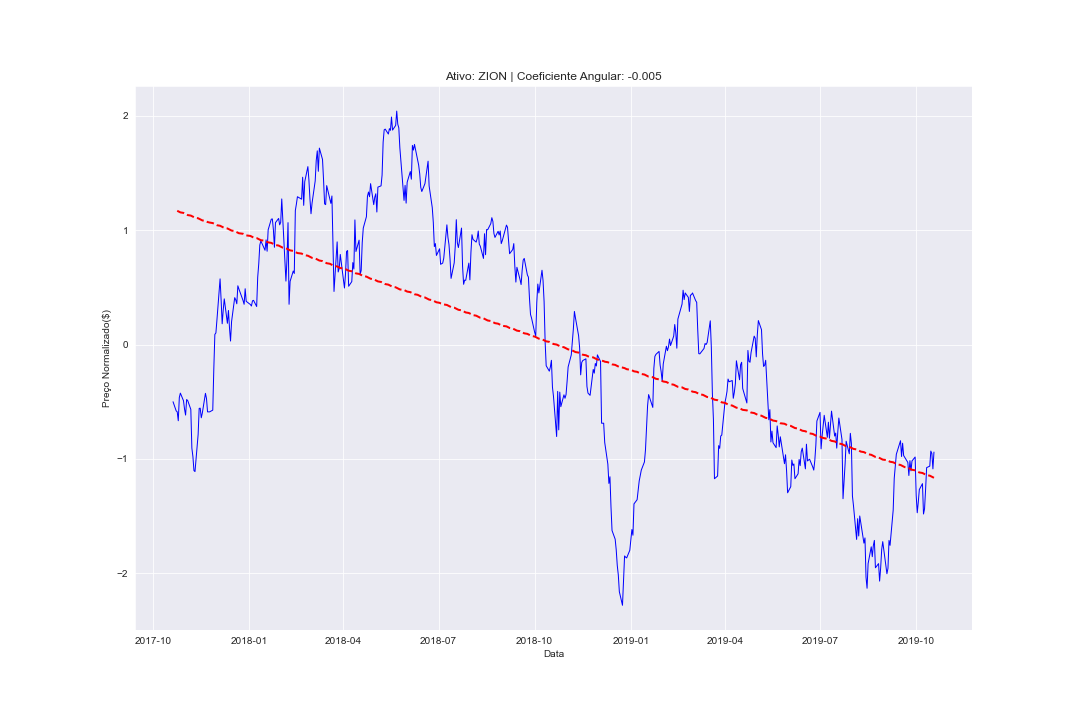 Ativo: ZION | Coeficiente Angular: -0.005
Preço Normalizado($)
2
1
0
−1
−2
2017-10 2018-01 2018-04 2018-07 2018-10 2019-01 2019-04 2019-07 2019-10
Data